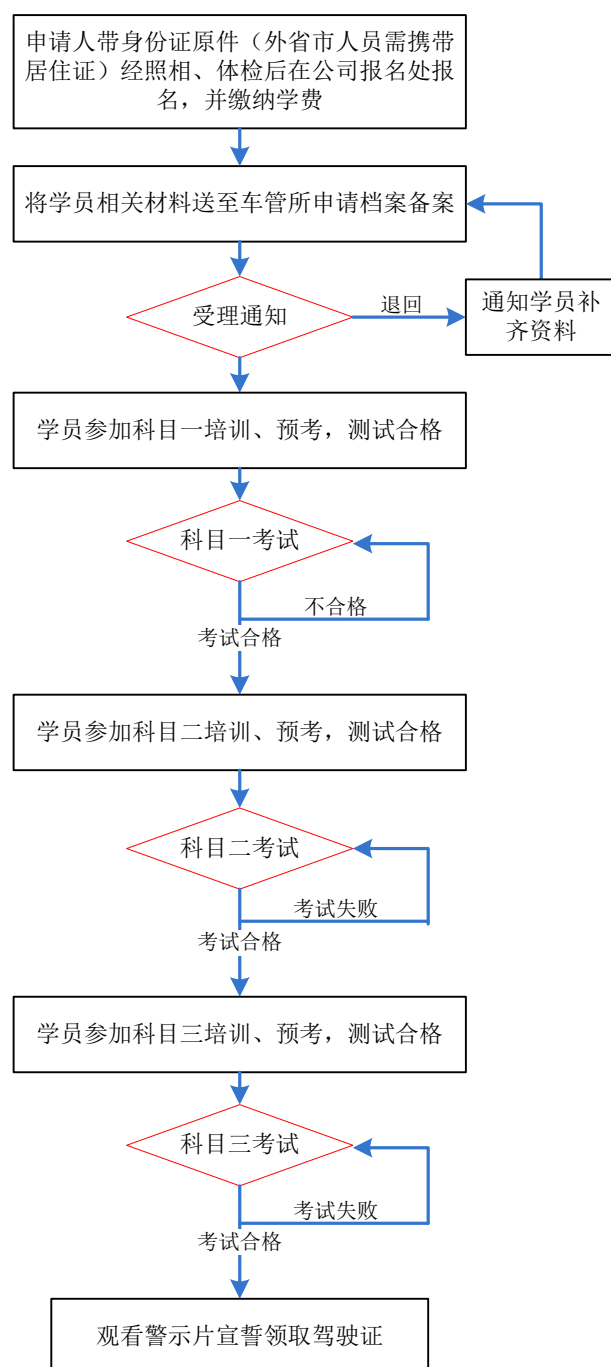 申请人带身份证原件（外省市人员需携带
居住证）经照相、体检后在公司报名处报
名，并缴纳学费
将学员相关材料送至车管所申请档案备案
受理通知
退回
通知学员补
齐资料
学员参加科目一培训、预考，测试合格
科目一考试
不合格
考试合格
学员参加科目二培训、预考，测试合格
科目二考试
考试失败
考试合格
学员参加科目三培训、预考，测试合格
科目三考试
考试失败
考试合格
观看警示片宣誓领取驾驶证